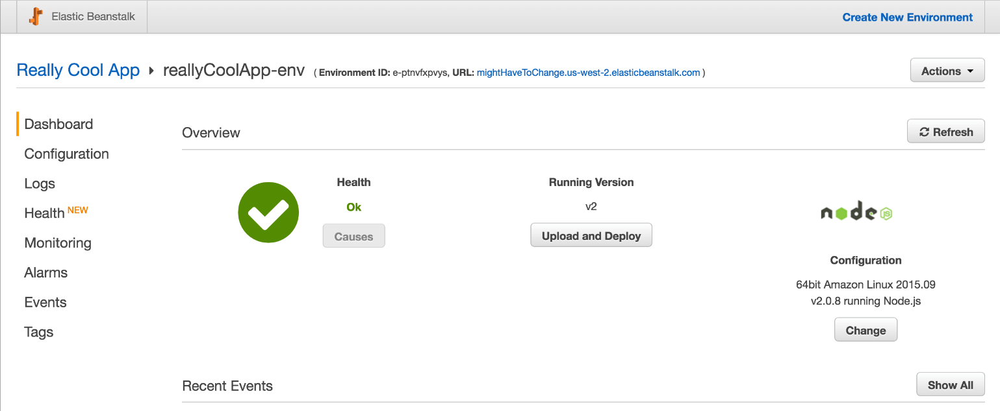 Elastic Beanstalk
Create New Environment
Really Cool App ▸ reallyCoolApp-env ( Environment ID: e-ptnvfxpvys, URL: mightHaveToChange.us-west-2.elasticbeanstalk.com )
Actions
Dashboard
Configuration
Logs
Health NEW
Monitoring
Alarms
Events
Tags
Overview
Refresh
Health
Ok
Causes
Running Version
v2
Upload and Deploy
node JS
Configuration
64bit Amazon Linux 2015.09
v2.0.8 running Node.js
Change
Recent Events
Show All